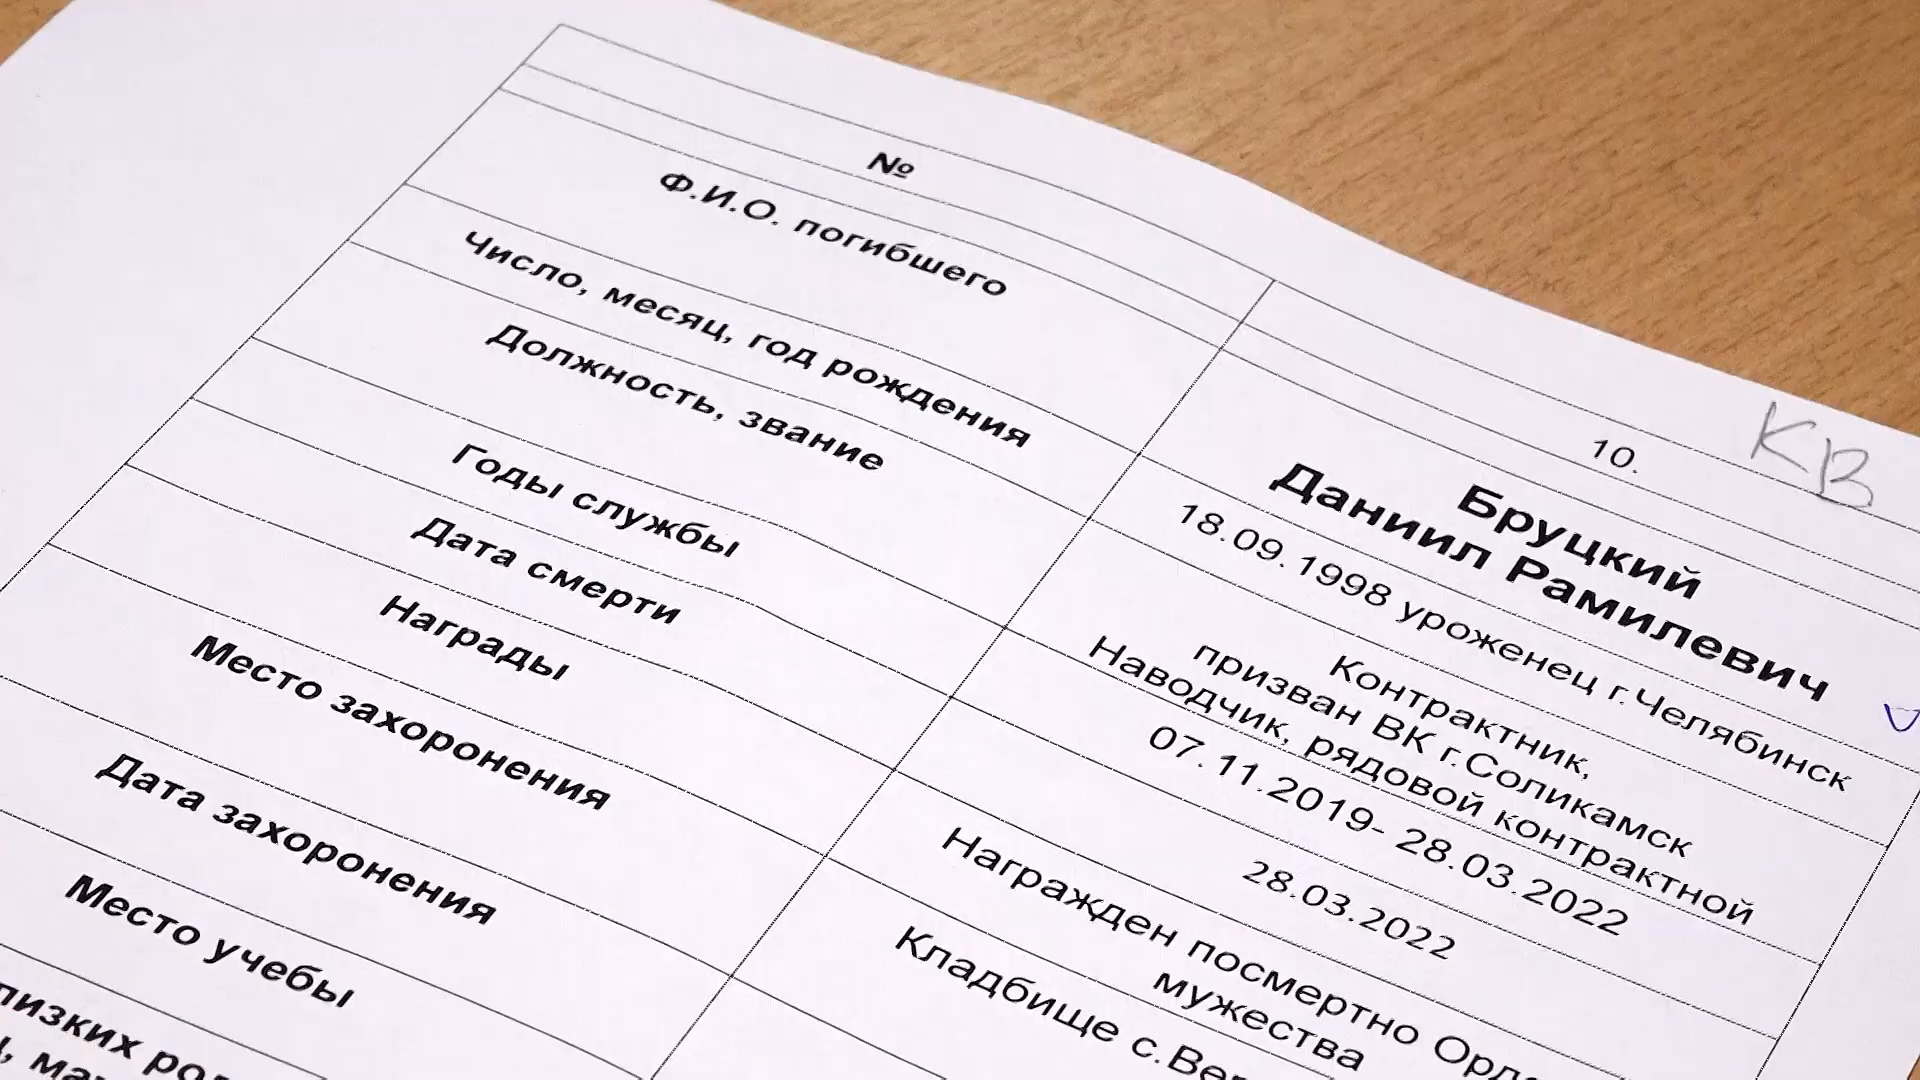 №
10.
КВ
Ф.И.О. погибшего
Бруцкий
Даниил Рамилевич
Число, месяц, год рождения
18.09.1998 уроженец г.Челябинск
Должность, звание
Контрактник,
призван ВК г.Соликамск
Наводчик, рядовой контрактной
Годы службы
07.11.2019- 28.03.2022
Дата смерти
28.03.2022
Награды
Награжден посмертно
мужества
Место захоронения
Кладбище
Дата захоронения
Место учебы